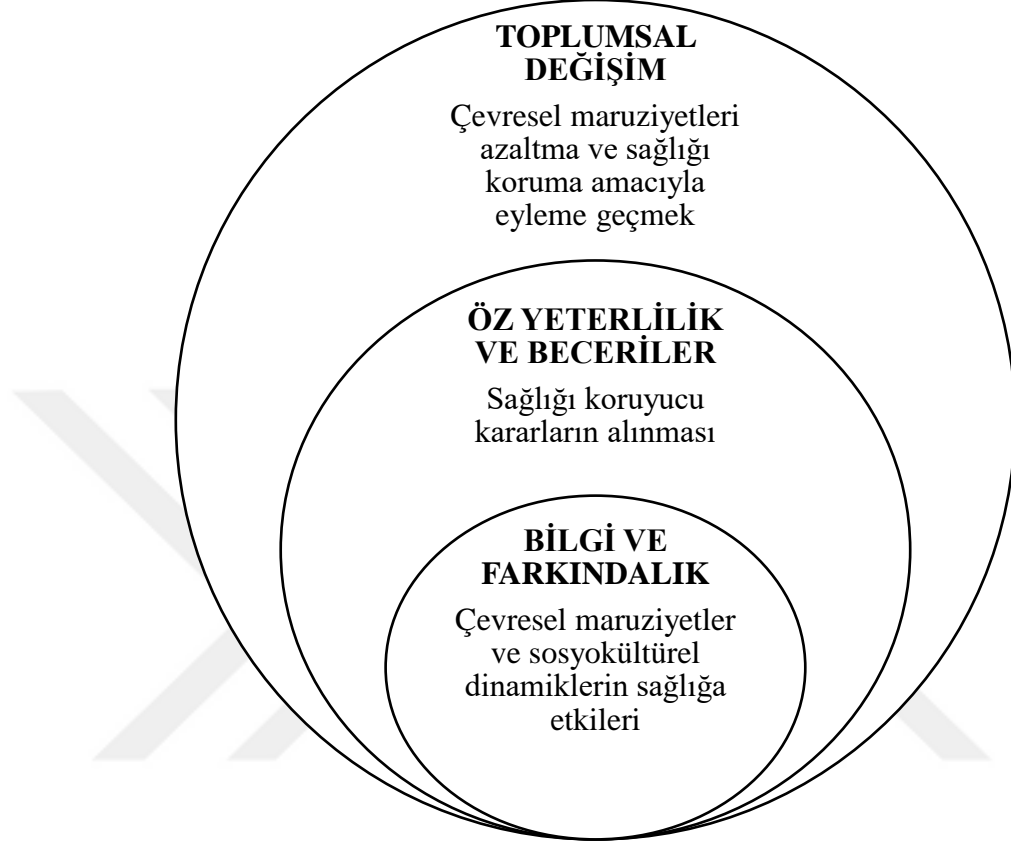 TOPLUMSAL
DEĞİŞİM
Çevresel maruziyetleri
azaltma ve sağlığı
koruma amacıyla
eyleme geçmek
ÖZ YETERLİLİK
VE BECERİLER
Sağlığı koruyucu
kararların alınması
BİLGİ VE
FARKINDALIK
Çevresel maruziyetler
ve sosyokültürel
dinamiklerin sağlığa
etkileri